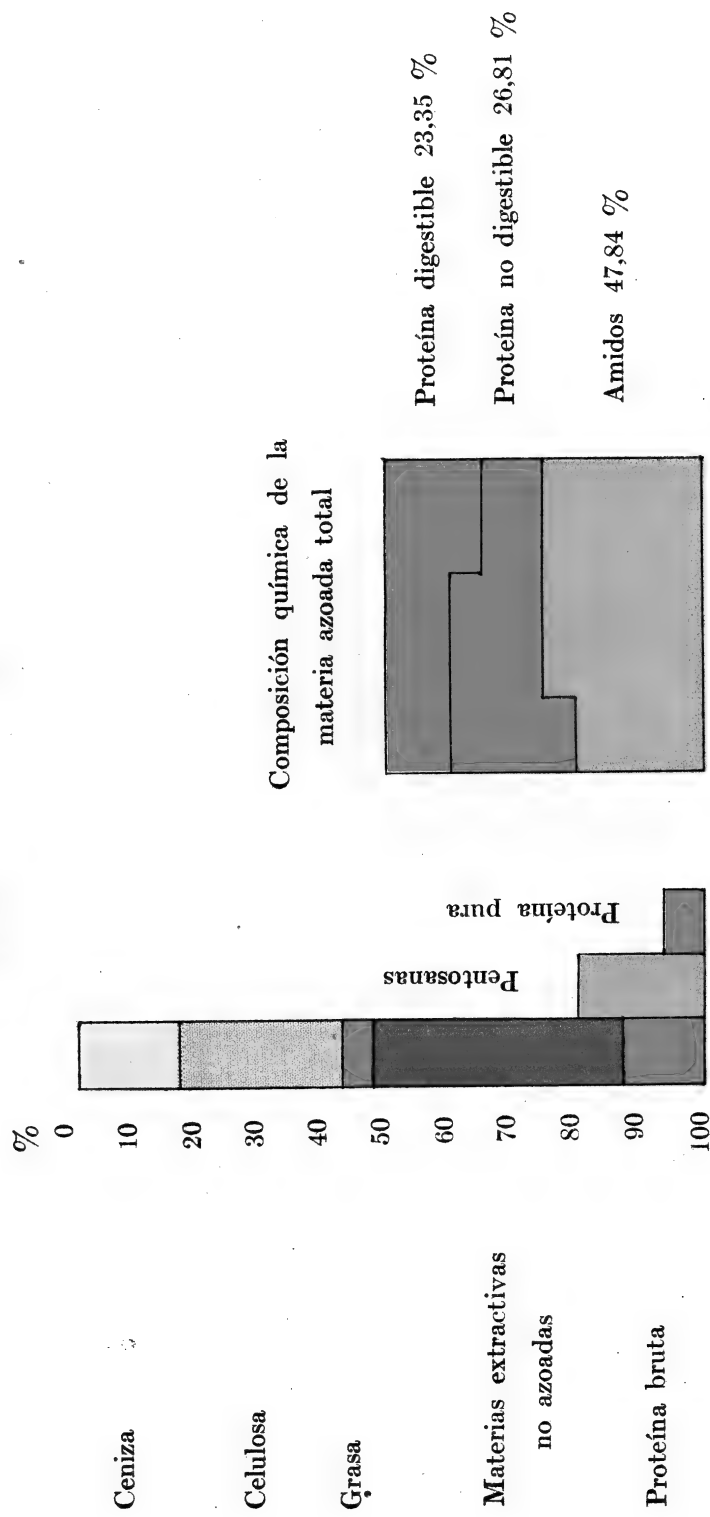 %
0
10
20
30
40
50
60
70
80
90
100
Ceniza
Celulosa
Grasa
Materias extractivas
no azoadas
Proteína bruta
Pentosanas
Proteína pura
Composición química de la
materia azoada total
Proteína digestible 23,35 %
Proteína no digestible 26,81 %
Amidos 47,84 %